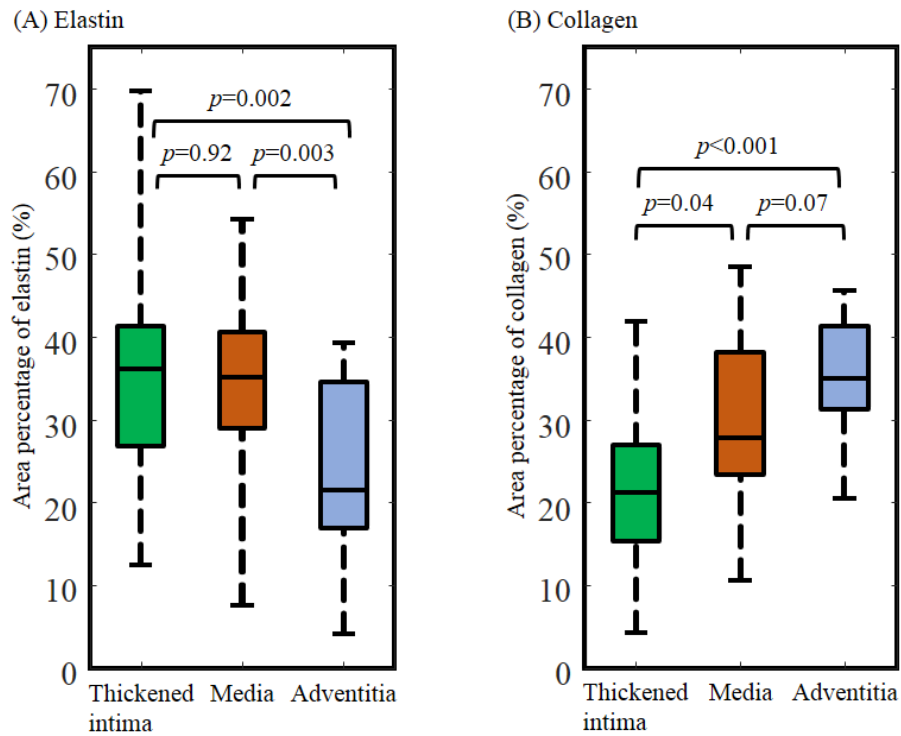 (A) Elastin
Area percentage of elastin (%)
70
60
50
40
30
20
10
0
p=0.002
p=0.92
p=0.003
Thickened
intima
Media
Adventitia
(B) Collagen
Area percentage of collagen (%)
70
60
50
40
30
20
10
0
p<0.001
p=0.04
p=0.07
Thickened
intima
Media
Adventitia